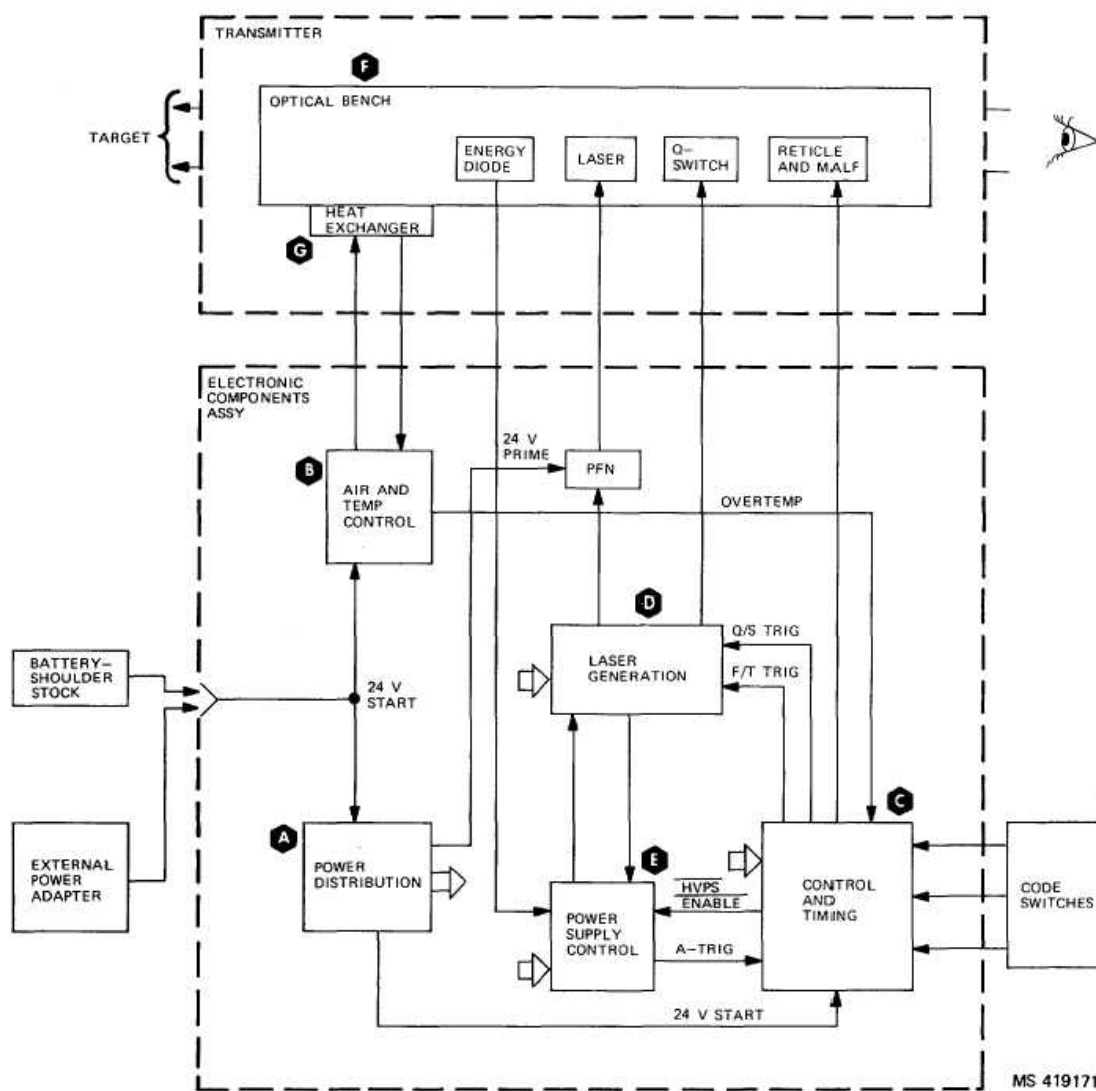 TRANSMITTER
F
OPTICAL BENCH
TARGET
ENERGY
DIODE
LASER
Q-
SWITCH
RETICLE
AND MALF
HEAT
EXCHANGER
G
ELECTRONIC
COMPONENTS
ASSY
24 V
PRIME
B
PFN
AIR AND
TEMP
CONTROL
OVERTEMP
D
Q/S TRIG
LASER
GENERATION
F/T TRIG
BATTERY-
SHOULDER
STOCK
24 V
START
C
A
E
EXTERNAL
POWER
ADAPTER
POWER
DISTRIBUTION
HVPS
ENABLE
POWER
SUPPLY
CONTROL
CONTROL
AND
TIMING
CODE
SWITCHES
A-TRIG
24 V START
MS 419171